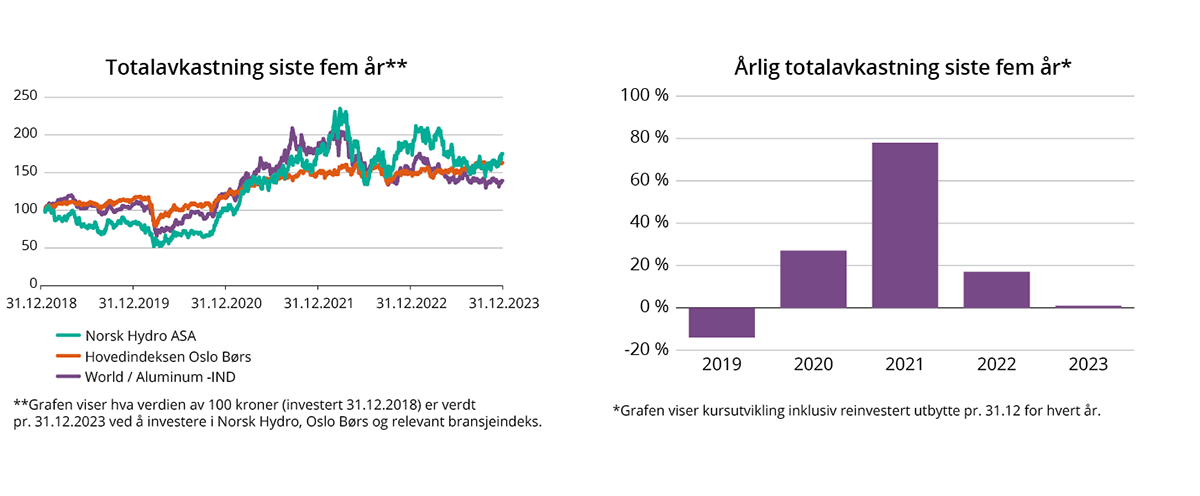 Totalavkastning siste fem år**
250
200
150
100
50
0
31.12.2018 31.12.2019 31.12.2020 31.12.2021 31.12.2022 31.12.2023
Norsk Hydro ASA
Hovedindeksen Oslo Børs
World / Aluminum -IND
**Grafen viser hva verdien av 100 kroner (investert 31.12.2018) er verdt
pr. 31.12.2023 ved å investere i Norsk Hydro, Oslo Børs og relevant bransjeindeks.
Årlig totalavkastning siste fem år*
100 %
80 %
60 %
40 %
20 %
0 %
-20 %
2019 2020 2021 2022 2023
*Grafen viser kursutvikling inklusiv reinvestert utbytte pr. 31.12 for hvert år.